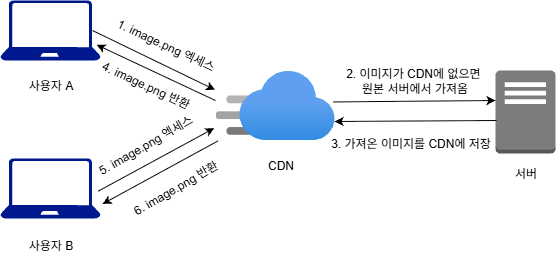 1. image.png 엑세스
4. image.png 반환
사용자 A
2. 이미지가 CDN에 없으면
원본 서버에서 가져옴
3. 가져온 이미지를 CDN에 저장
CDN
서버
5. image.png 엑세스
6. image.png 반환
사용자 B